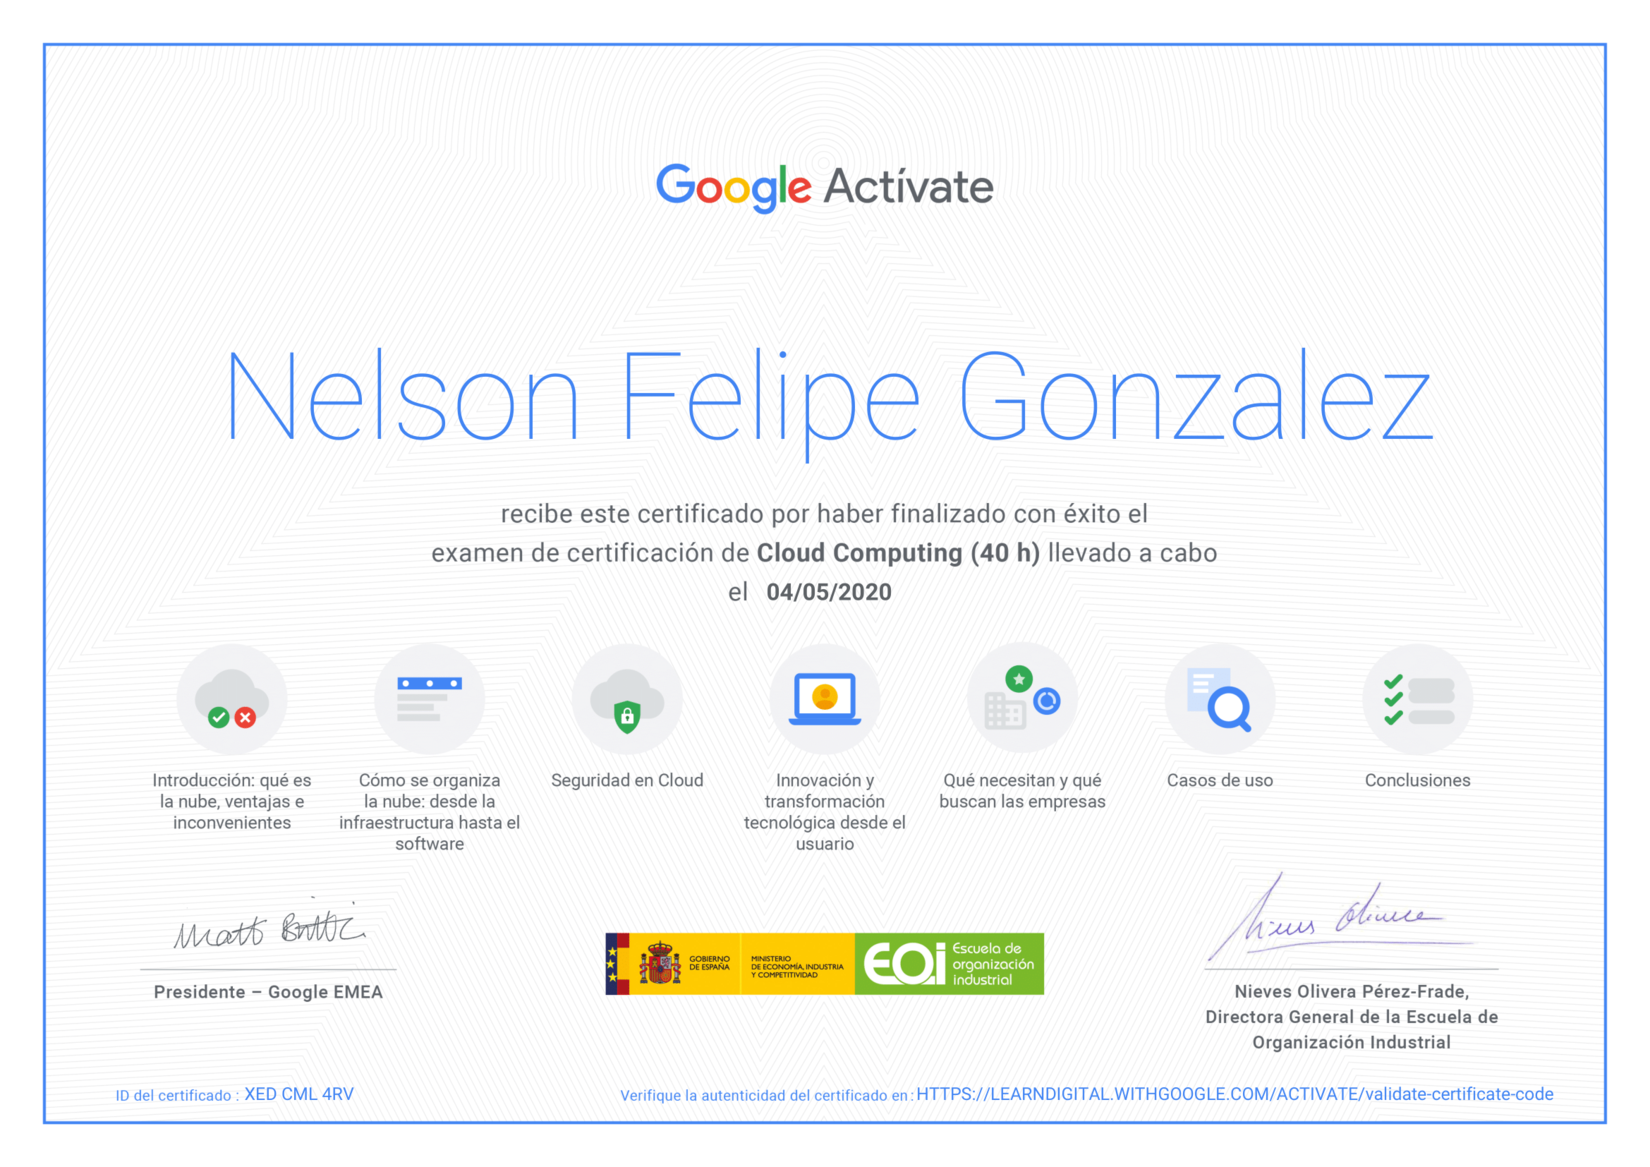 Google Actívate
Nelson Felipe Gonzalez
recibe este certificado por haber finalizado con éxito el
examen de certificación de Cloud Computing (40 h) llevado a cabo
el 04/05/2020
Introducción: qué es
la nube, ventajas e
inconvenientes
Cómo se organiza
la nube: desde la
infraestructura hasta el
software
Seguridad en Cloud
Innovación y
transformación
tecnológica desde el
usuario
Qué necesitan y qué
buscan las empresas
Casos de uso
Conclusiones
Matt
Presidente – Google EMEA
GOBIERNO
DE ESPAÑA
MINISTERIO
DE ECONOMÍA, INDUSTRIA
Y COMPETITIVIDAD
EOi
Escuela de
organización
industrial
Nieves Olivera Pérez-Frade,
Directora General de la Escuela de
Organización Industrial
ID del certificado : XED CML 4RV
Verifique la autenticidad del certificado en : HTTPS://LEARNDIGITAL.WITHGOOGLE.COM/ACTIVATE/validate-certificate-code